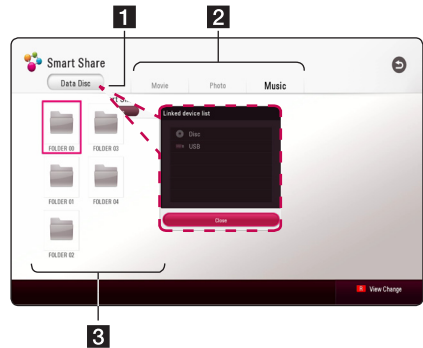 1
2
Smart Share
Data Disc
Movie
Photo
Music
Linked device list
Disc
USB
Close
FOLDER 00
FOLDER 03
FOLDER 01
FOLDER 04
FOLDER 02
View Change
3